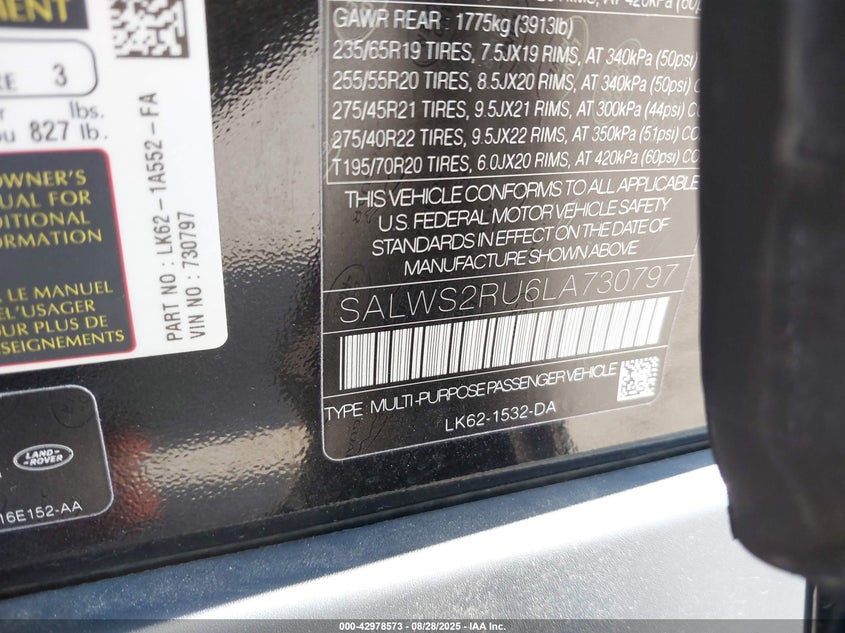 MENT
3
lbs.
827 lb.
OWNER'S
MANUAL FOR
DITIONAL
ORMATION
LE MANUEL
L'USAGER
PLUS DE
SEIGNEMENTS
PART NO : LK62-1A552-FA
VIN NO : 730797
LAND-
ROVER
16E152-AA
GAWR REAR : 1775kg (3913lb)
235/65R19 TIRES, 7.5JX19 RIMS, AT 340kPa (50psi)
255/55R20 TIRES, 8.5JX20 RIMS, AT 340kPa (50psi) C
275/45R21 TIRES, 9.5JX21 RIMS, AT 300kPa (44psi) CO
275/40R22 TIRES, 9.5JX22 RIMS, AT 350kPa (51psi) CO
T195/70R20 TIRES, 6.0JX20 RIMS, AT 420kPa (60psi) CO
THIS VEHICLE CONFORMS TO ALL APPLICABLE
U.S. FEDERAL MOTOR VEHICLE SAFETY
STANDARDS IN EFFECT ON THE DATE OF
MANUFACTURE SHOWN ABOVE
SALWS2RU6LA730797
TYPE: MULTI-PURPOSE PASSENGER VEHICLE
LK62-1532-DA
000-42978573 - 08/28/2025 - IAA Inc.